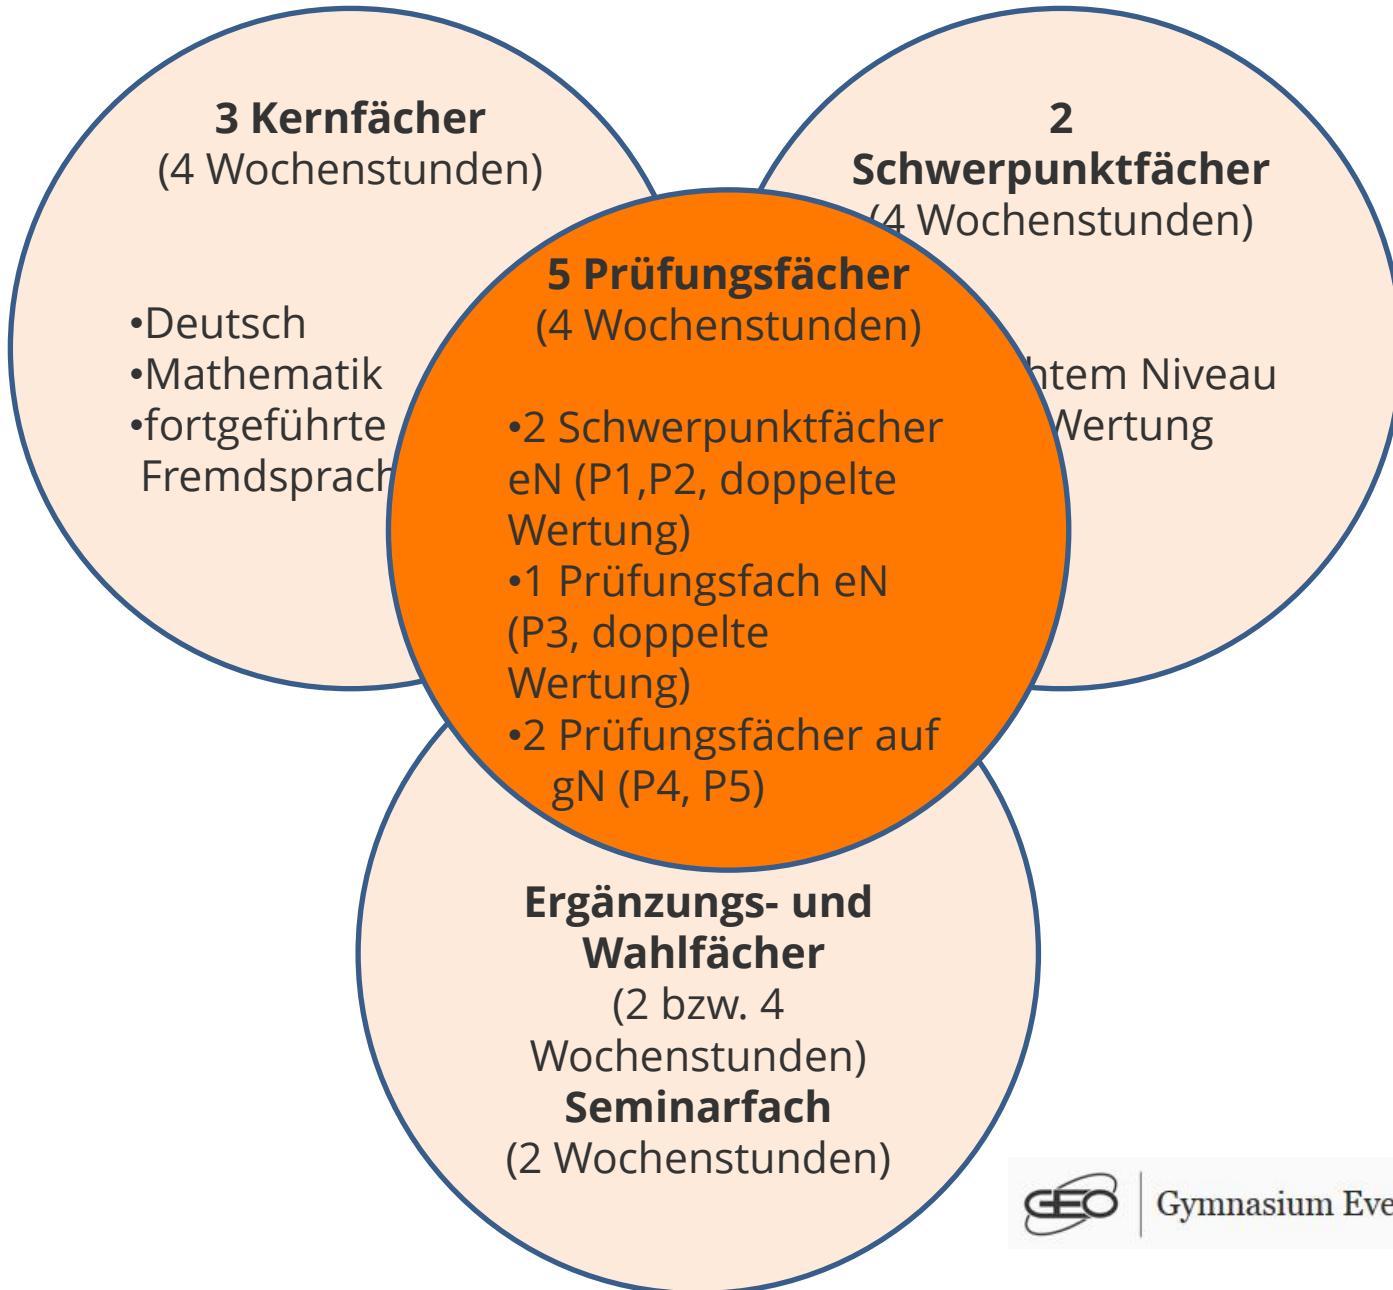 3 Kernfächer
(4 Wochenstunden)
•Deutsch
•Mathematik
•fortgeführte
Fremdsprach
2
Schwerpunktfächer
(4 Wochenstunden)
htem Niveau
Wertung
5 Prüfungsfächer
(4 Wochenstunden)
•2 Schwerpunktfächer
eN (P1,P2, doppelte
Wertung)
•1 Prüfungsfach eN
(P3, doppelte
Wertung)
•2 Prüfungsfächer auf
gN (P4, P5)
Ergänzungs- und
Wahlfächer
(2 bzw. 4
Wochenstunden)
Seminarfach
(2 Wochenstunden)
GEO Gymnasium Eve